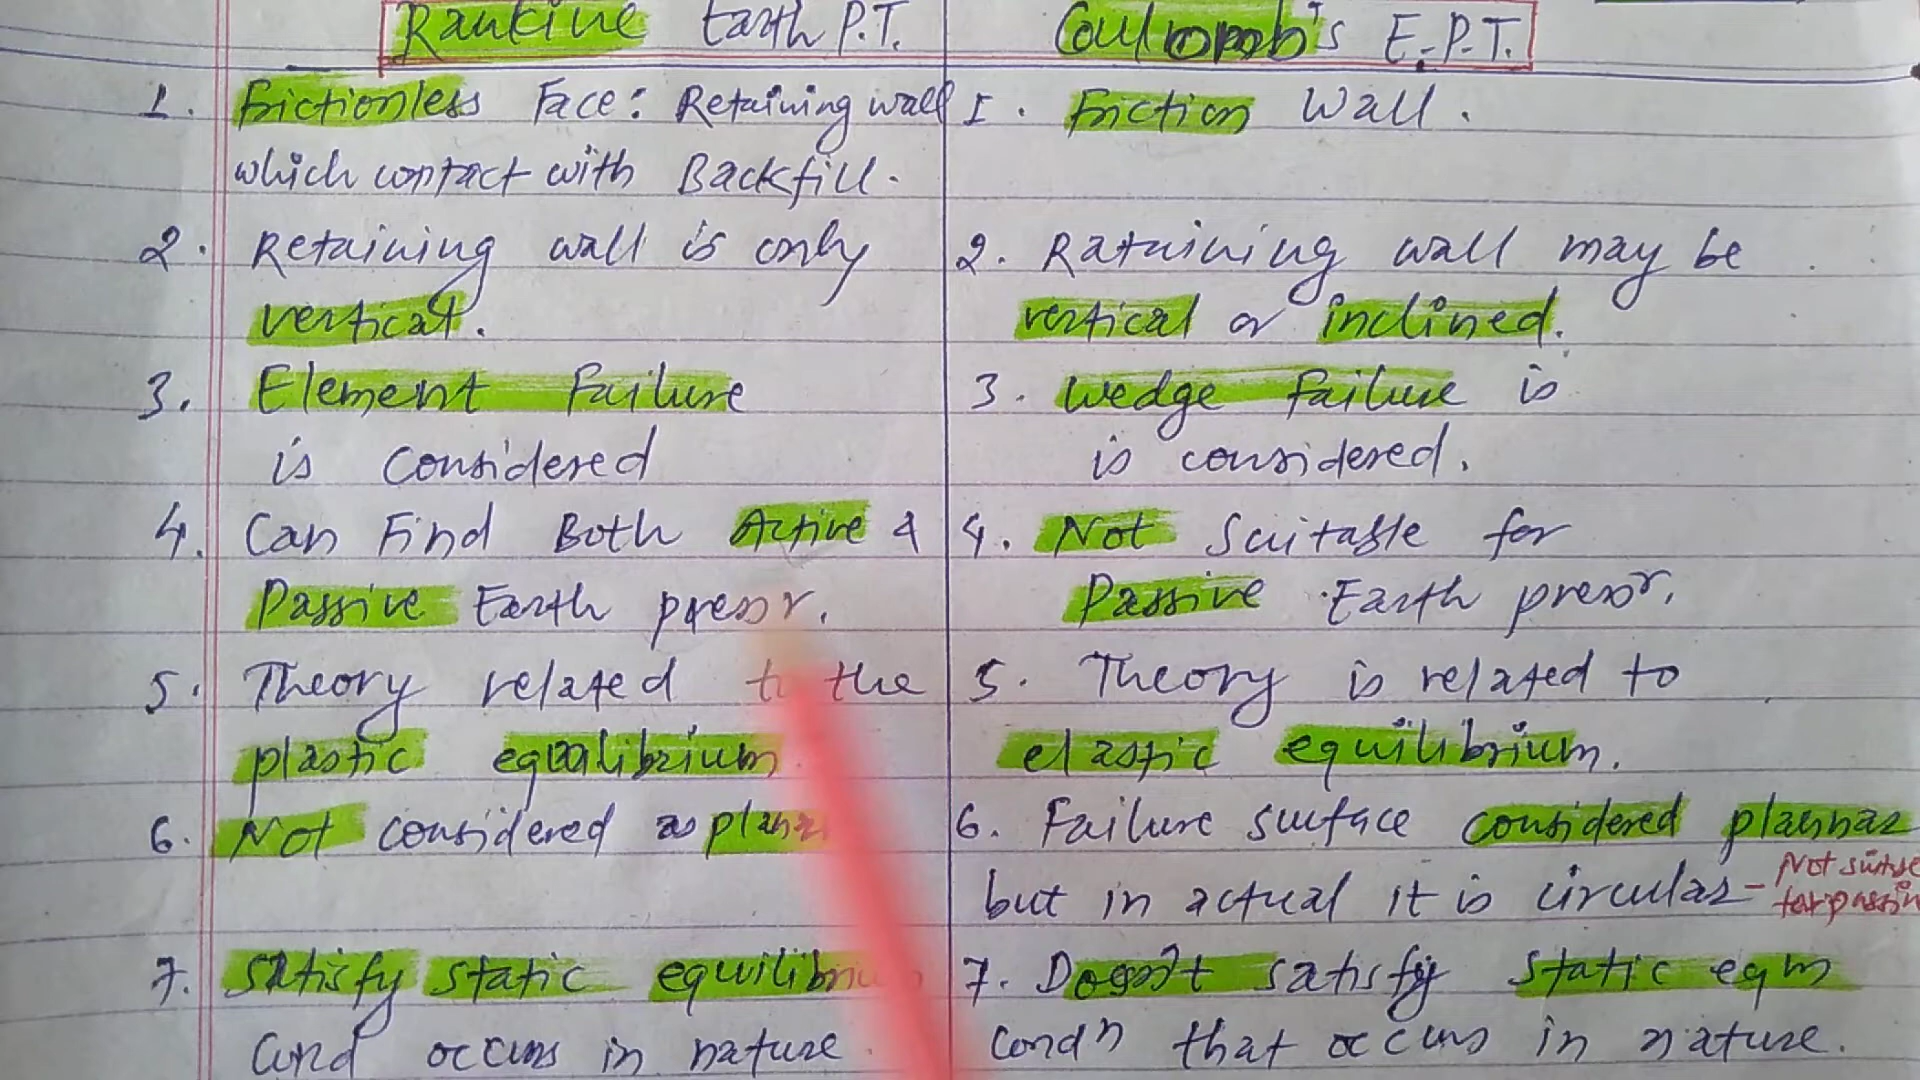 Rankine Earth P.T.
1. Frictionless Face: Retaining wall
which contact with Backfill.
2. Retaining wall is only
vertical.
3. Element Failure
is Considered
4. Can Find Both Active &
Passive Earth pressr.
5. Theory related to the
plastic equalibrium
6. Not considered as
7. Satisfy static equilibrium
Cond occurs in nature.
Coulomb's E.P.T.
1. Friction Wall.
2. Rataining wall may be
vertical or inclined.
3. Wedge Failure is
is considered.
4. Not Suitable for
Passive Earth pressr.
5. Theory is related to
elastic equilibrium.
6. Failure surface considered plannar
but in actual it is circular - Not
for
7. Doesn't satisfy static eqm
condn that occurs in nature.